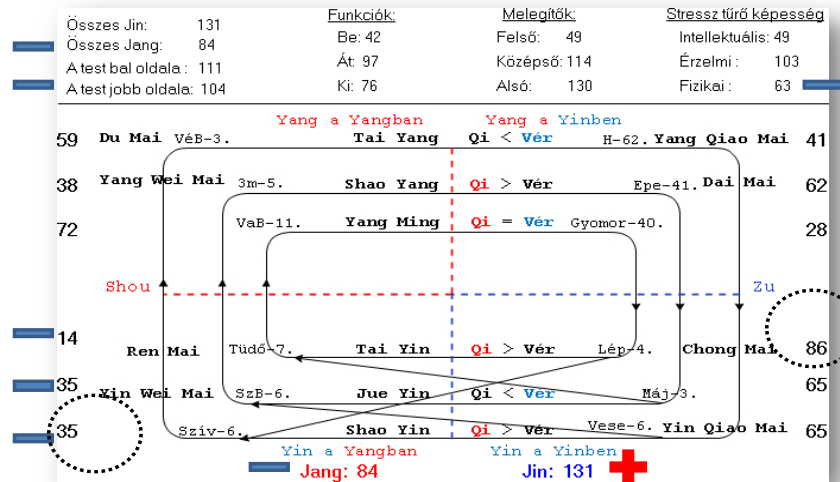 Összes Jin: 131
Összes Jang: 84
A test bal oldala : 111
A test jobb oldala: 104
Funkciók:
Be: 42
Át: 97
Ki: 76
Melegítők:
Felső: 49
Középső: 114
Alsó: 130
Stressz tűrő képesség
Intellektuális: 49
Érzelmi : 103
Fizikai : 63
Yang a Yangban Yang a Yinben
59 Du Mai VéB-3. Tai Yang Qi < Vér H-62. Yang Qiao Mai 41
38 Yang Wei Mai 3m-5. Shao Yang Qi > Vér Epe-41. Dai Mai 62
72 VaB-11. Yang Ming Qi = Vér Gyomor-40. 28
Shou Zu
14 Ren Mai Tüdő-7. Tai Yin Qi > Vér Lép-4. Chong Mai 86
35 Yin Wei Mai SzB-6. Jue Yin Qi < Vér Máj-3. 65
35 Szív-6. Shao Yin Qi > Vér Vese-6. Yin Qiao Mai 65
Yin a Yangban Yin a Yinben
Jang: 84 Jin: 131